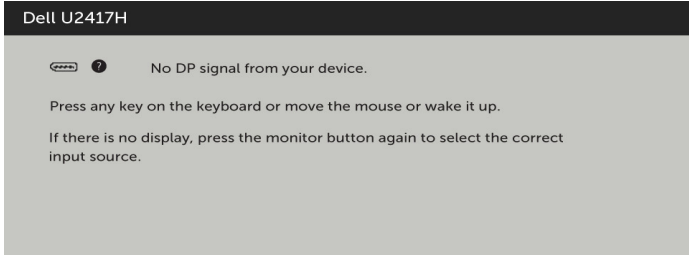 Dell U2417H
? No DP signal from your device.
Press any key on the keyboard or move the mouse or wake it up.
If there is no display, press the monitor button again to select the correct
input source.